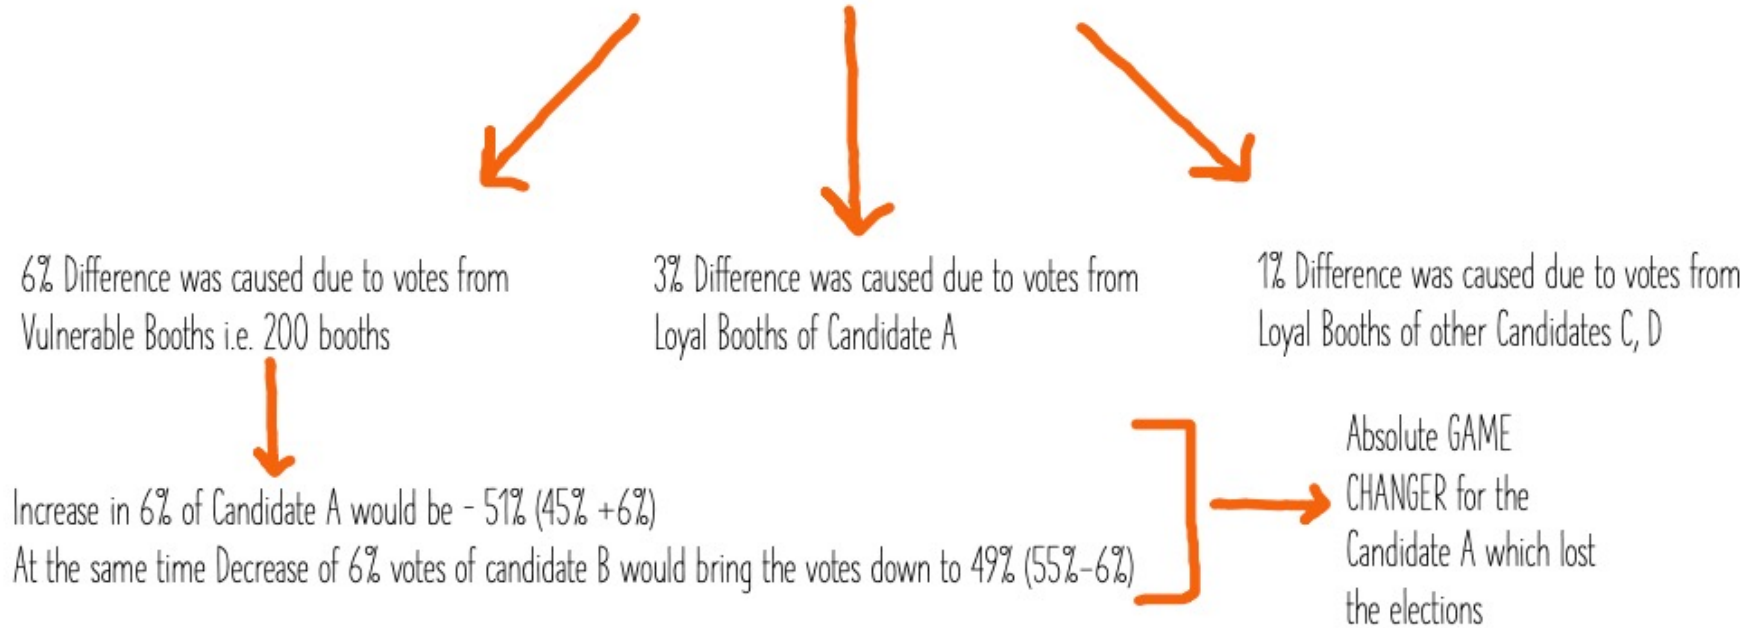 6% Difference was caused due to votes from
Vulnerable Booths i.e. 200 booths
3% Difference was caused due to votes from
Loyal Booths of Candidate A
1% Difference was caused due to votes from
Loyal Booths of other Candidates C, D
Increase in 6% of Candidate A would be - 51% (45% +6%)
At the same time Decrease of 6% votes of candidate B would bring the votes down to 49% (55%-6%)
Absolute GAME
CHANGER for the
Candidate A which lost
the elections